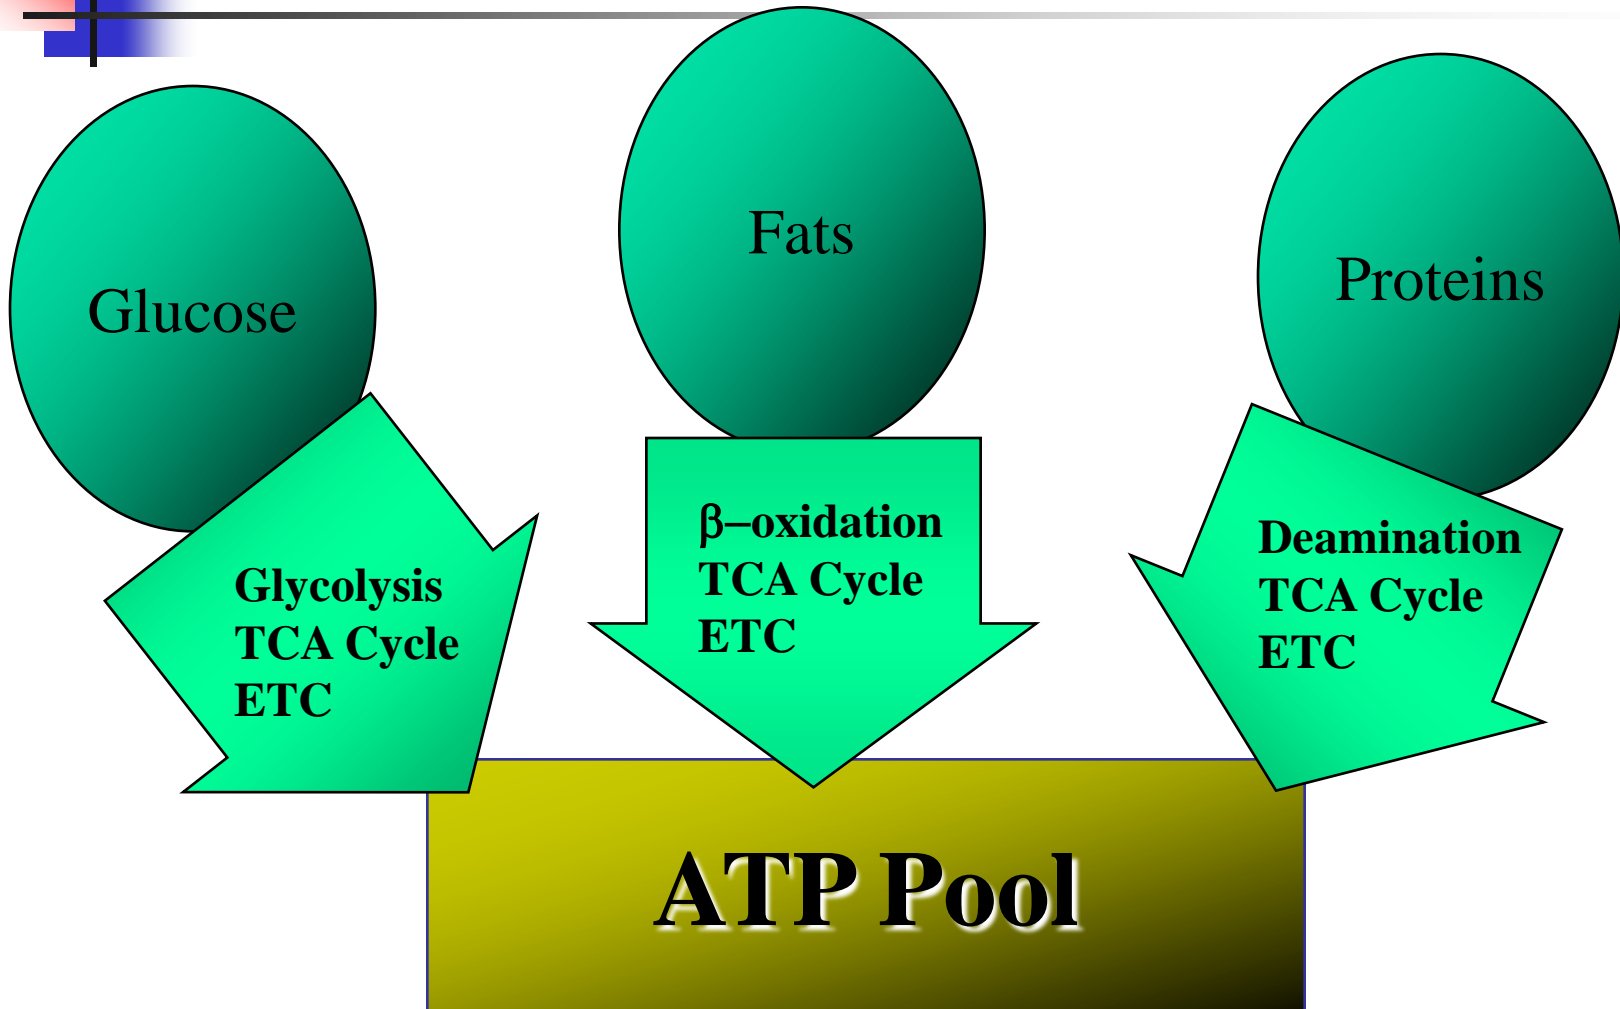 Glucose
Fats
Proteins
Glycolysis
TCA Cycle
ETC
β–oxidation
TCA Cycle
ETC
Deamination
TCA Cycle
ETC
ATP Pool